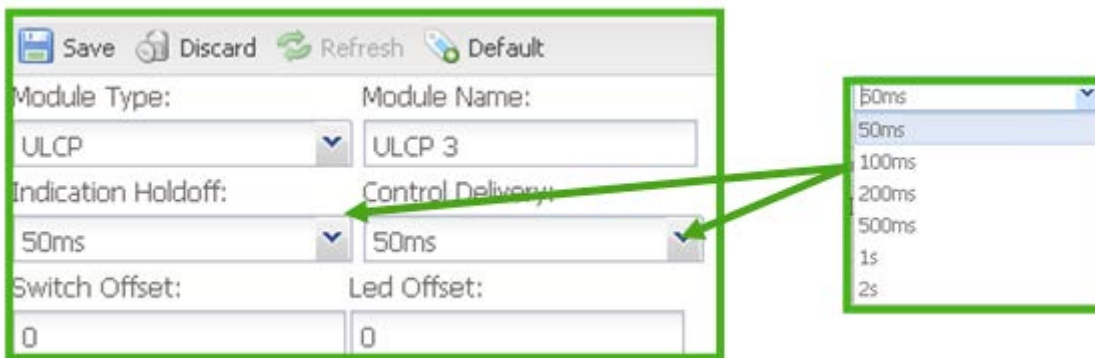 Save Discard Refresh Default
Module Type: Module Name:
ULCP ULCP 3
Indication Holdoff: Control Delivery:
50ms 50ms
Switch Offset: Led Offset:
0 0
50ms
50ms
100ms
200ms
500ms
1s
2s